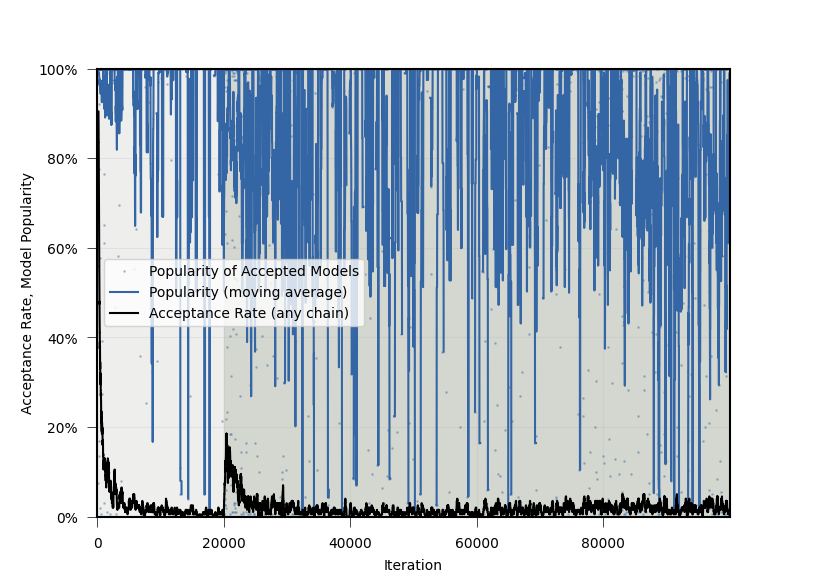 100%
80%
60%
40%
20%
0%
Acceptance Rate, Model Popularity
Popularity of Accepted Models
Popularity (moving average)
Acceptance Rate (any chain)
0 20000 40000 60000 80000
Iteration